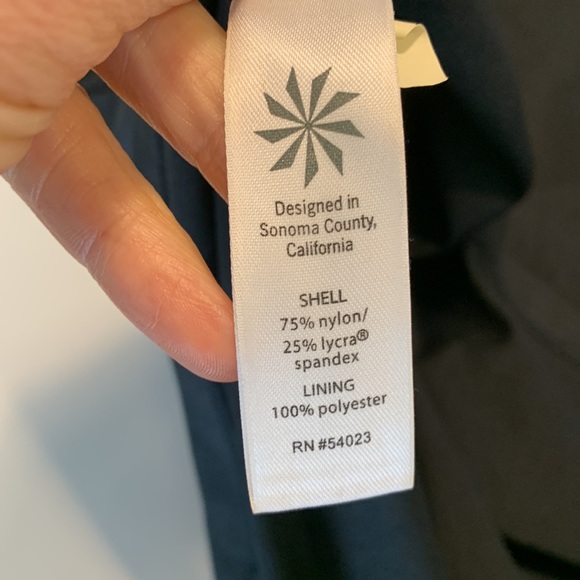 Designed in
Sonoma County,
California
SHELL
75% nylon/
25% lycra®
spandex
LINING
100% polyester
RN #54023